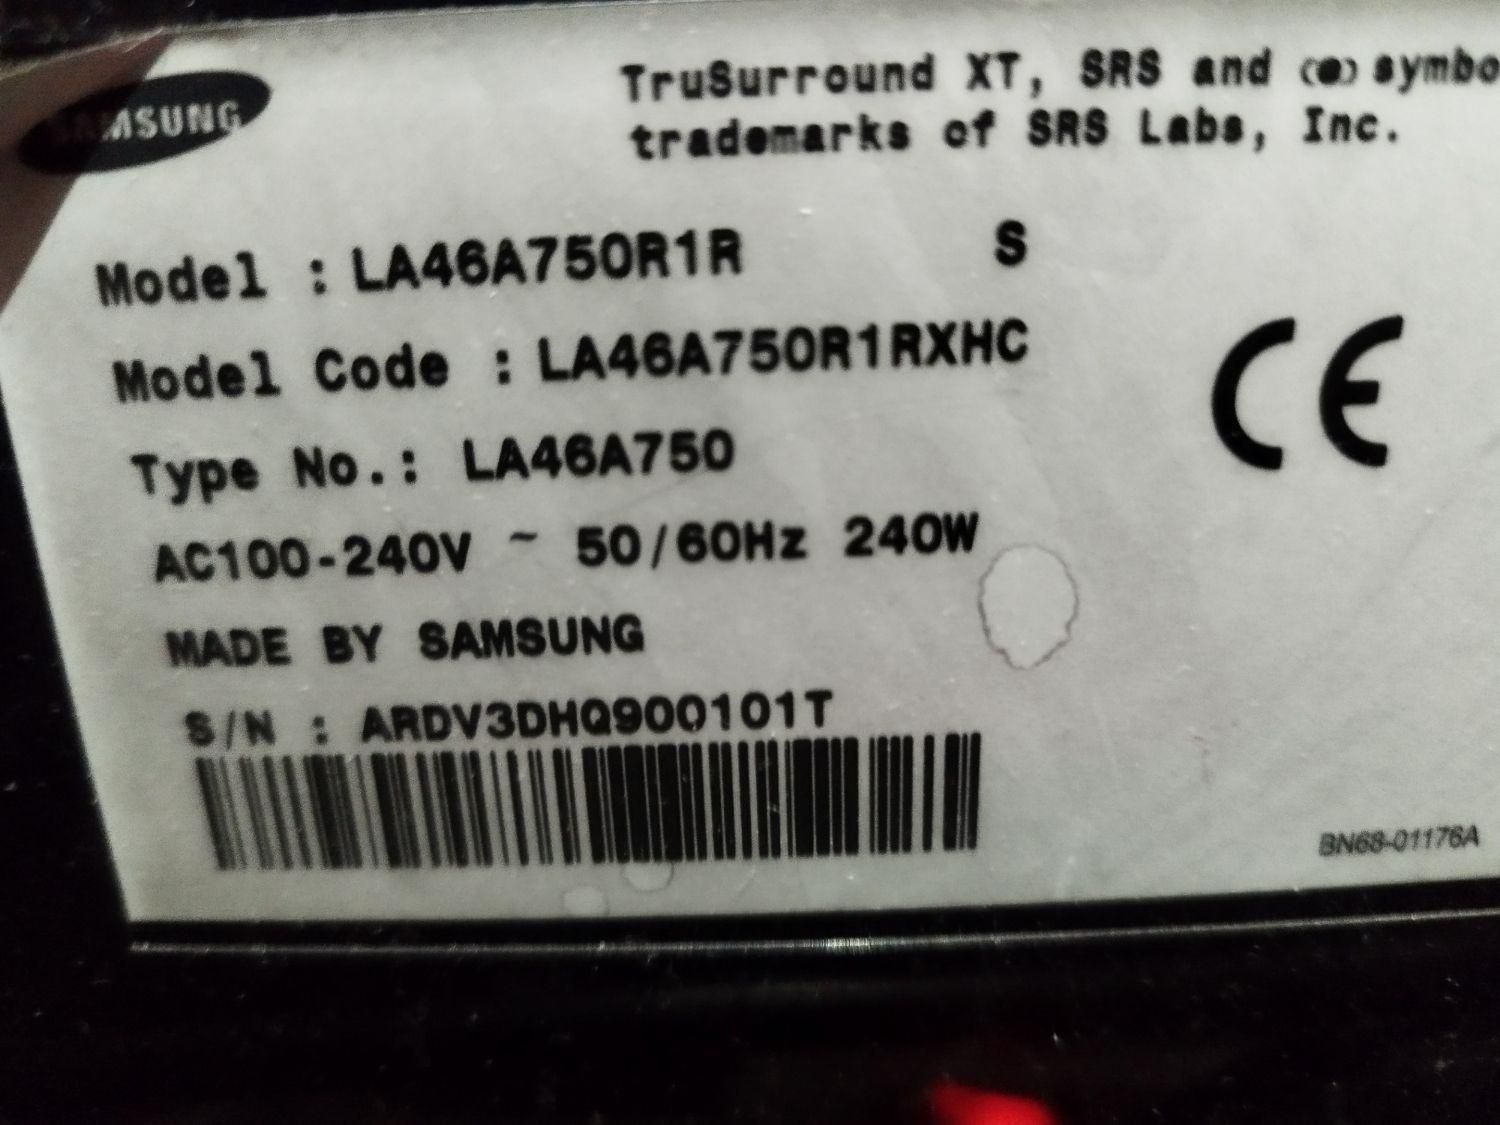 SAMSUNG
TruSurround XT, SRS and (●) symbo
trademarks of SRS Labs, Inc.
Model : LA46A750R1R S
Model Code : LA46A750R1RXHC
Type No.: LA46A750
AC100-240V ~ 50/60Hz 240W
MADE BY SAMSUNG
S/N : ARDV3DHQ900101T
CE
BN68-01176A